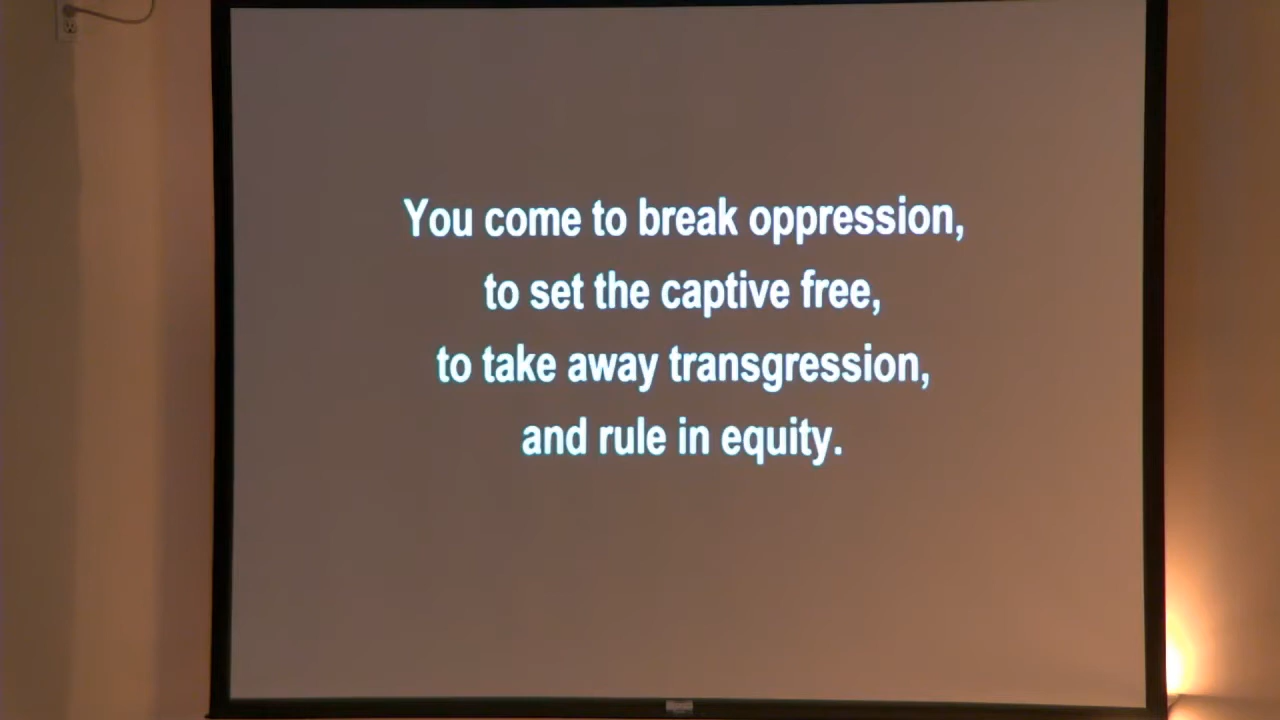 You come to break oppression,
to set the captive free,
to take away transgression,
and rule in equity.